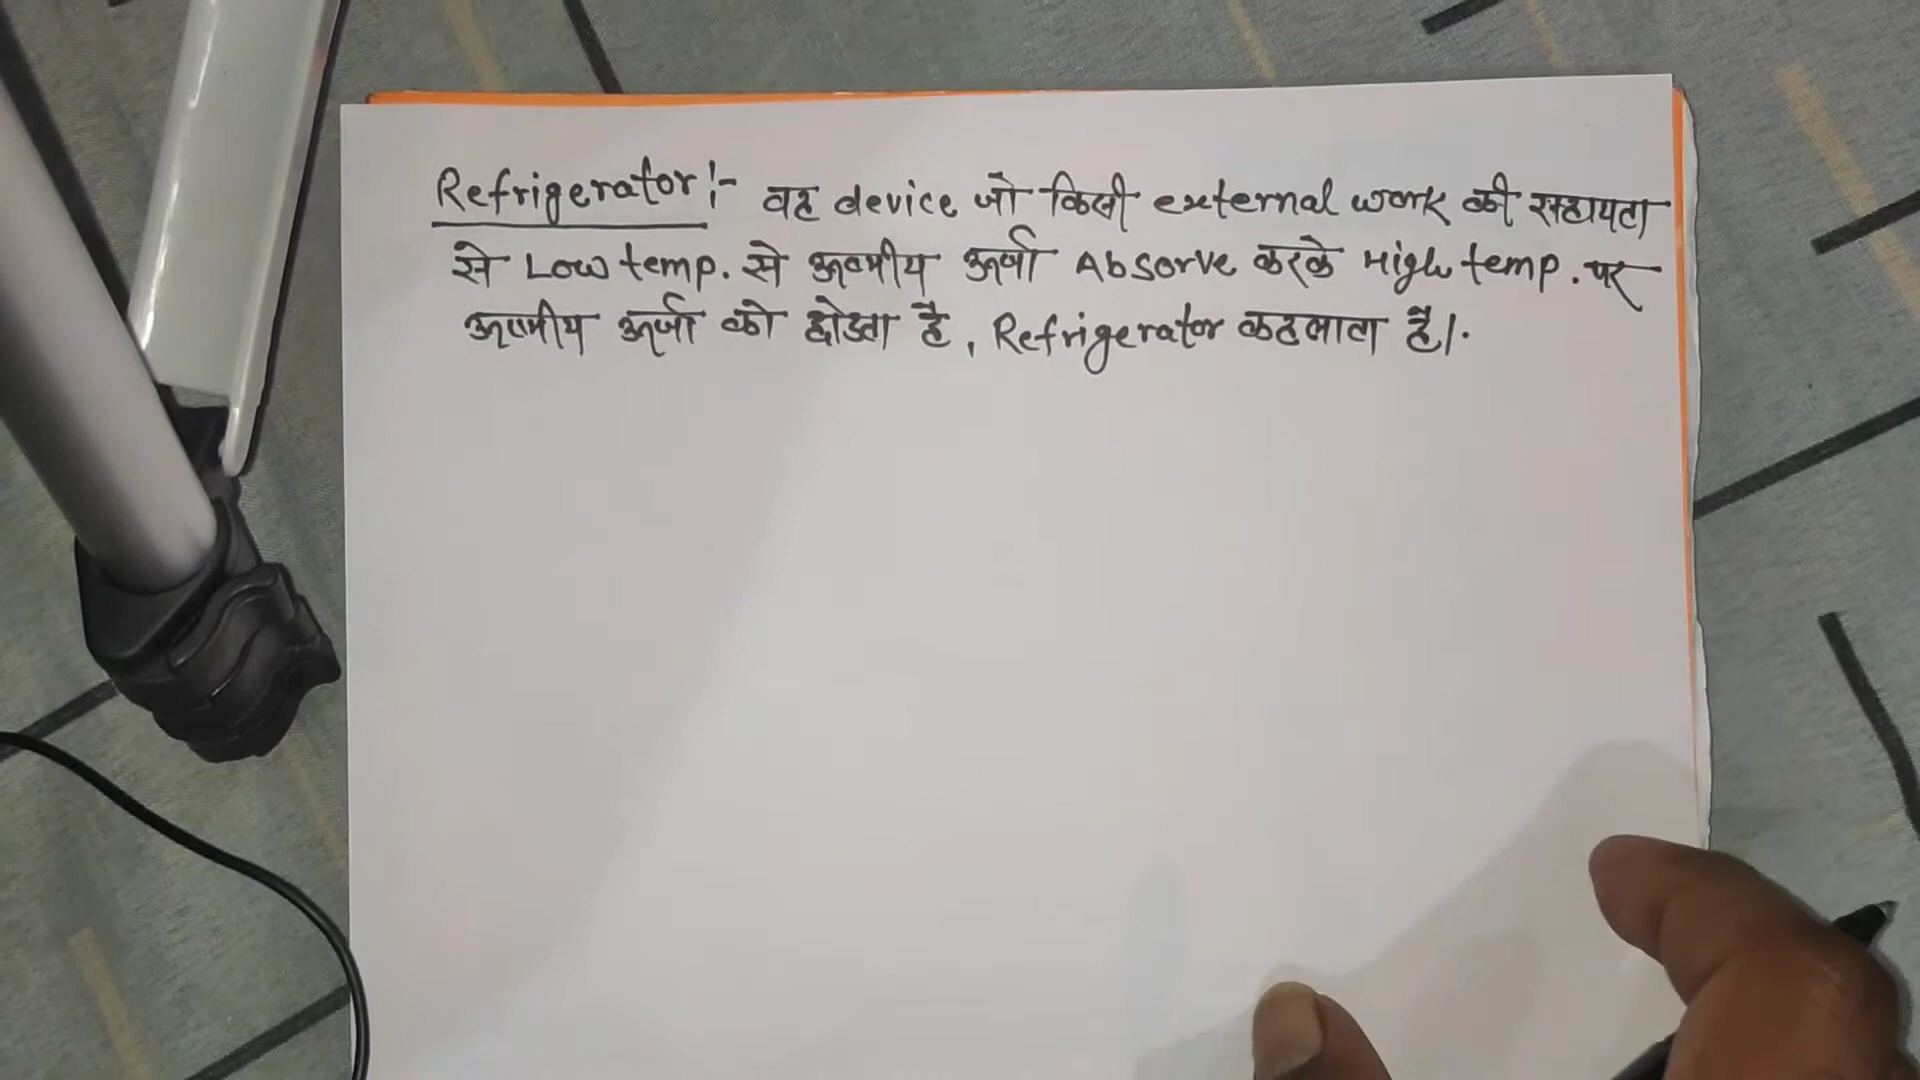 Refrigerator:- वह device जो किसी external work की सहायता
से Low temp. से ऊष्मीय ऊर्जा Absorve करके High temp. पर
ऊष्मीय ऊर्जा को छोडता है, Refrigerator कहलाता है।.